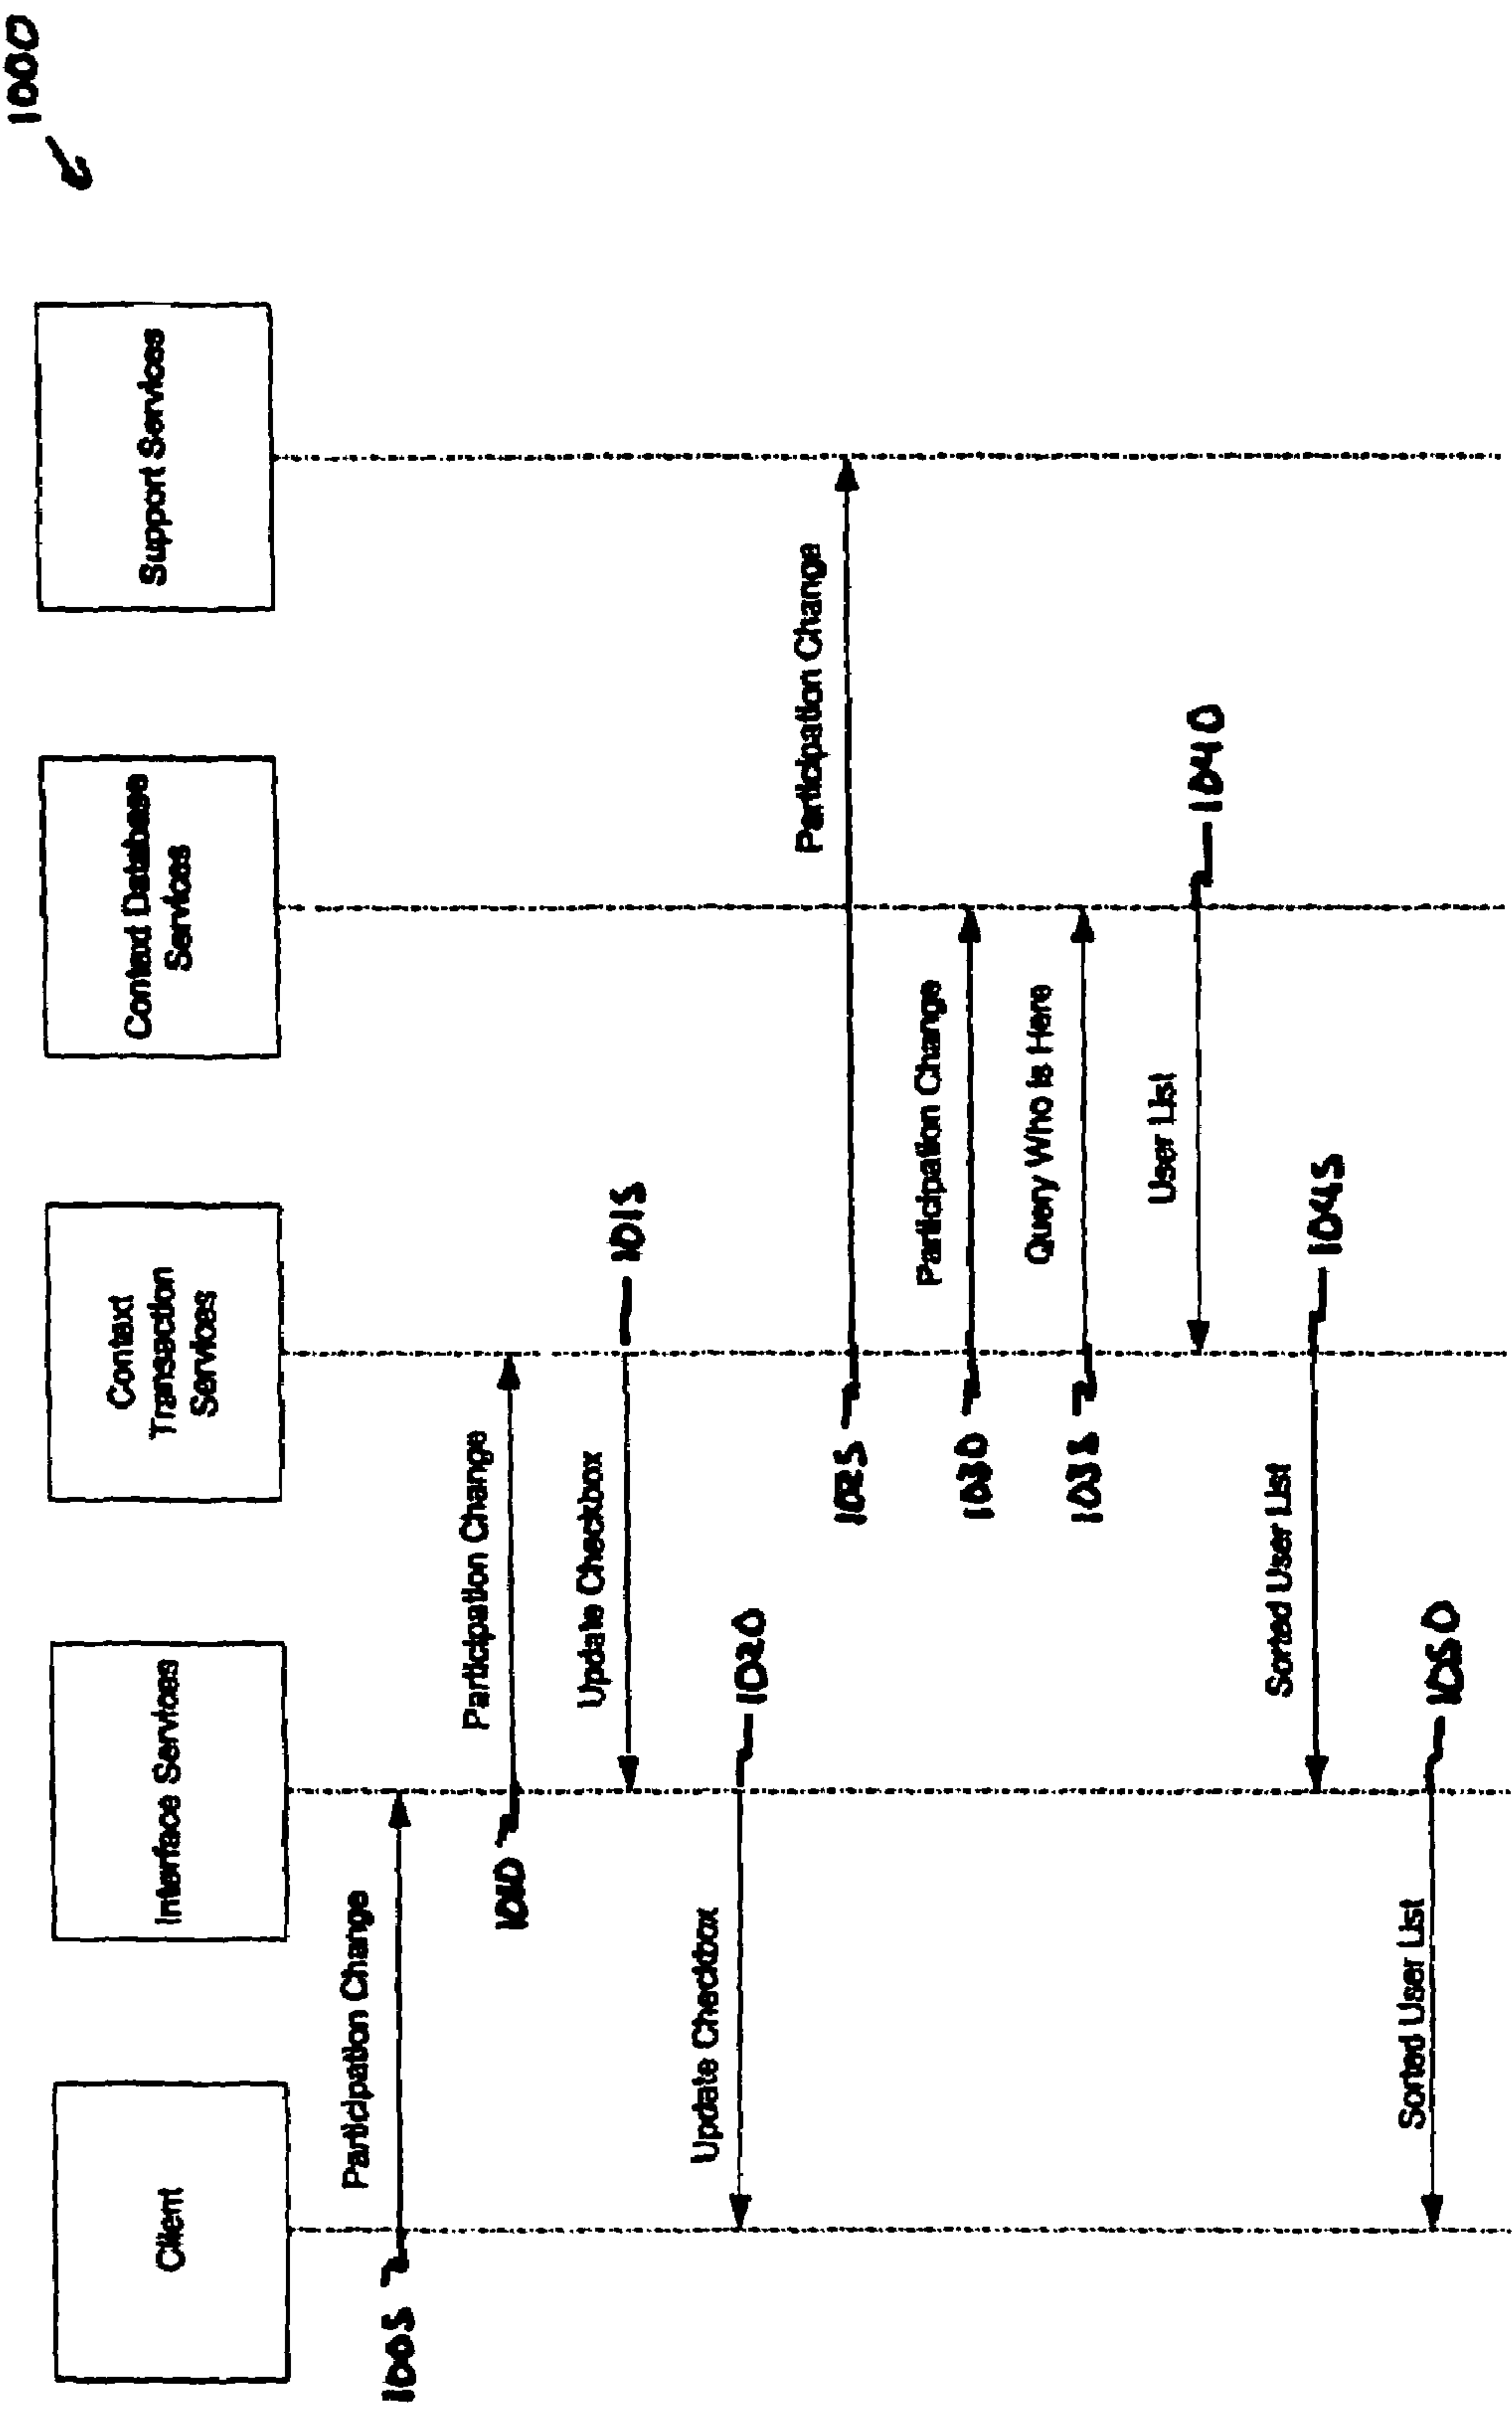 1000
Client
Interface Services
Context
Transaction
Services
Context Database
Services
Support Services
Participation Change
1005
Participation Change
1010
Update Checkbox
1015
Update Checkbox
1020
Participation Change
1025
Participation Change
1030
Query Who is Here
1035
User List
1040
Sorted User List
1045
Sorted User List
1050